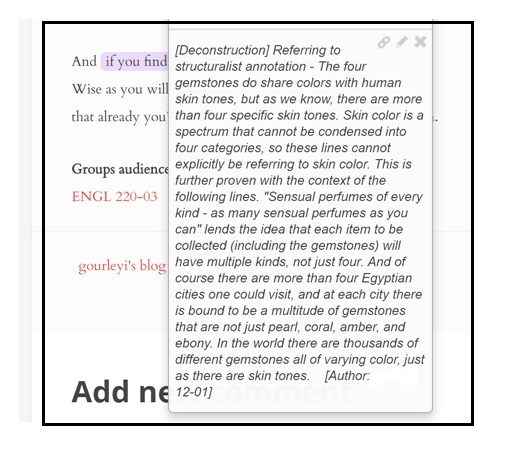 And if you find
Wise as you will
that already you'
Groups audience
ENGL 220-03
gourleyi's blog
Add new comment
[Deconstruction] Referring to
structuralist annotation - The four
gemstones do share colors with human
skin tones, but as we know, there are more
than four specific skin tones. Skin color is a
spectrum that cannot be condensed into
four categories, so these lines cannot
explicitly be referring to skin color. This is
further proven with the context of the
following lines. "Sensual perfumes of every
kind - as many sensual perfumes as you
can" lends the idea that each item to be
collected (including the gemstones) will
have multiple kinds, not just four. And of
course there are more than four Egyptian
cities one could visit, and at each city there
is bound to be a multitude of gemstones
that are not just pearl, coral, amber, and
ebony. In the world there are thousands of
different gemstones all of varying color, just
as there are skin tones. [Author:
12-01]